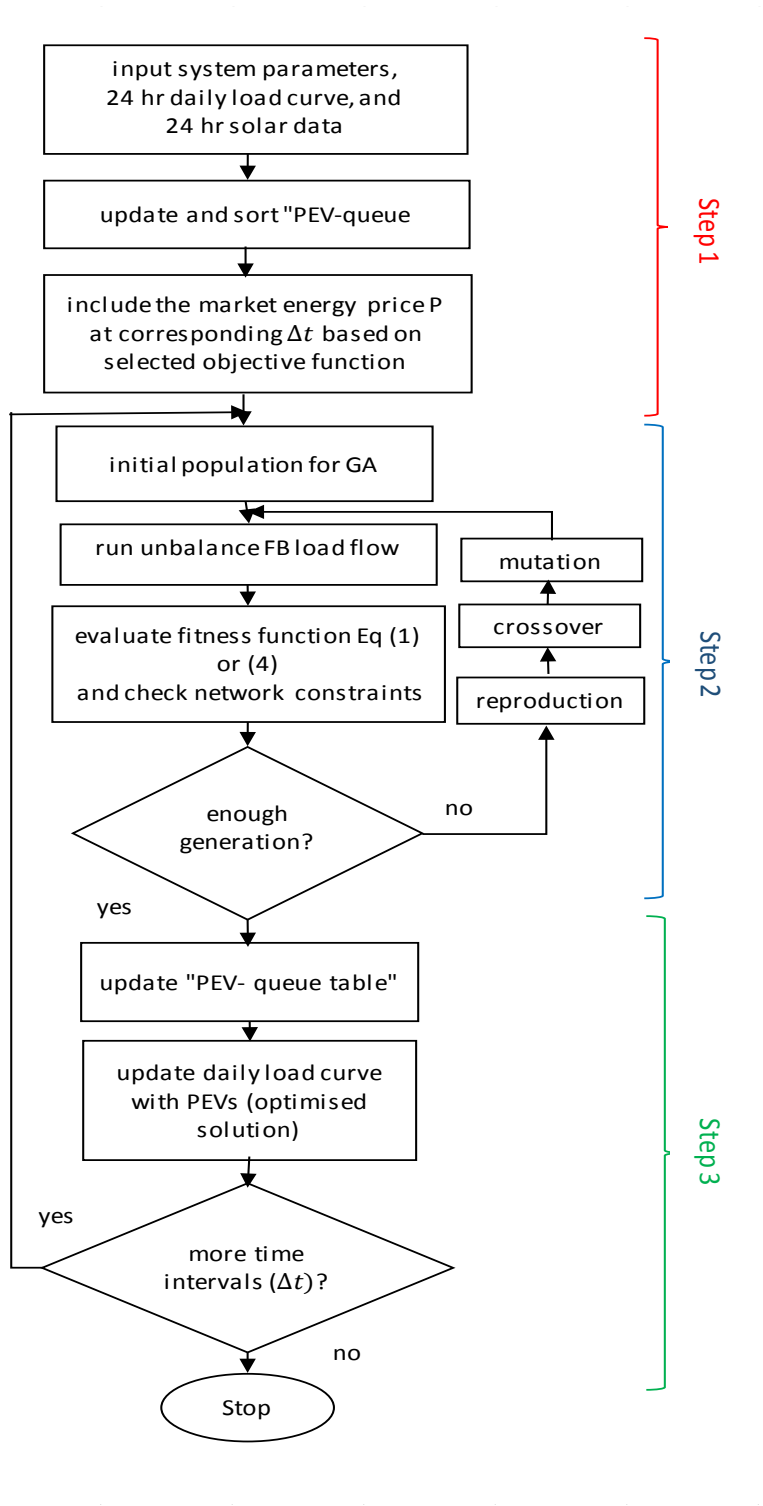 input system parameters,
24 hr daily load curve, and
24 hr solar data
Step 1
update and sort "PEV-queue
include the market energy price P
at corresponding Δt based on
selected objective function
initial population for GA
run unbalance FB load flow
mutation
crossover
evaluate fitness function Eq (1)
or (4)
and check network constraints
Step 2
reproduction
enough
generation?
no
yes
update "PEV- queue table"
update daily load curve
with PEVs (optimised
solution)
Step 3
yes
more time
intervals (Δt)?
no
Stop